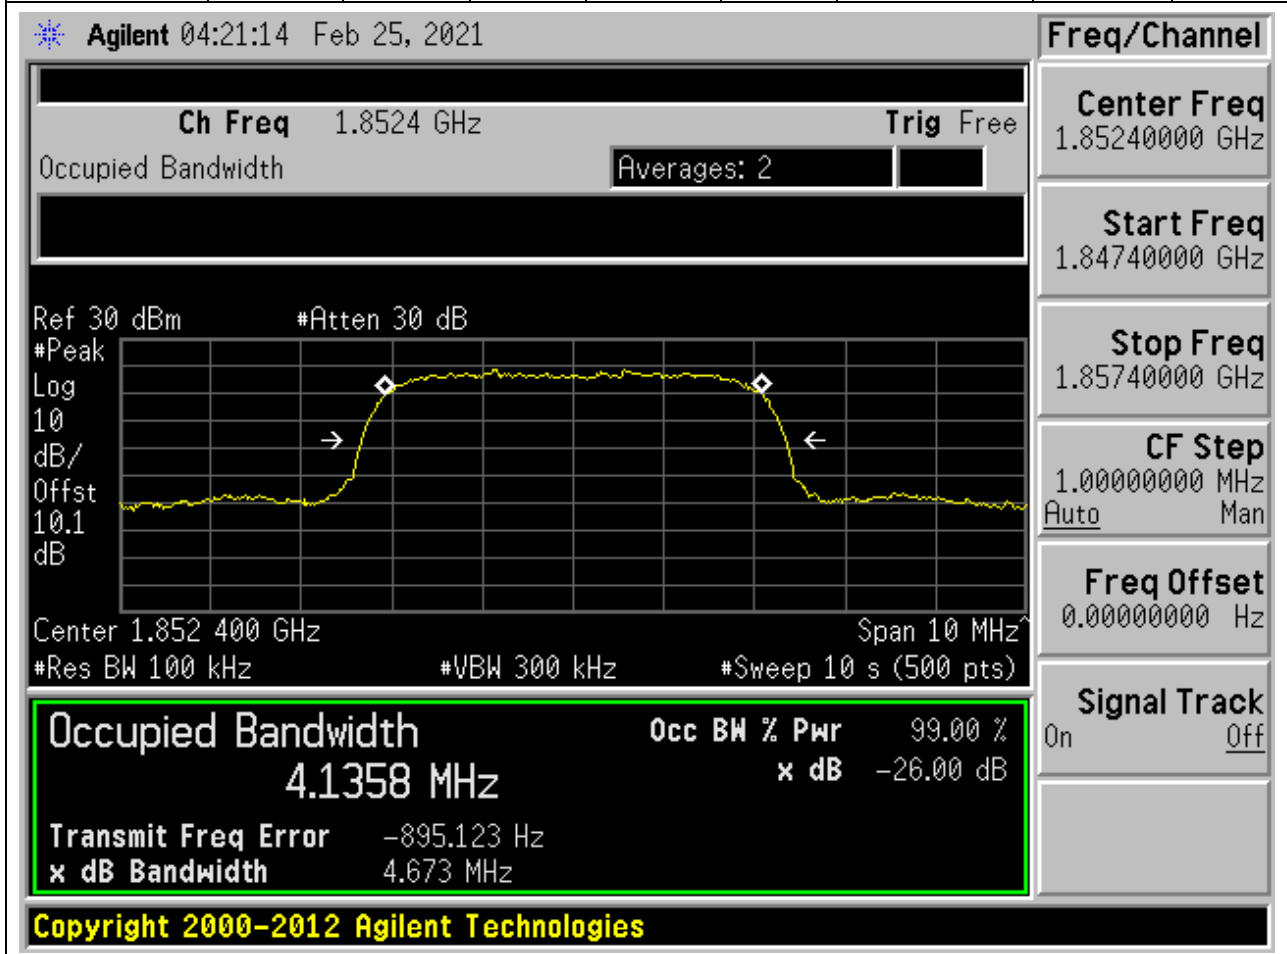 Agilent 04:21:14 Feb 25, 2021
Freq/Channel
Ch Freq 1.8524 GHz Trig Free
Occupied Bandwidth Averages: 2
Center Freq
1.85240000 GHz
Start Freq
1.84740000 GHz
Stop Freq
1.85740000 GHz
CF Step
1.00000000 MHz
Auto Man
Freq Offset
0.00000000 Hz
Signal Track
On Off
Ref 30 dBm #Atten 30 dB
#Peak
Log
10
dB/
Offst
10.1
dB
Center 1.852 400 GHz Span 10 MHz^
#Res BW 100 kHz #VBW 300 kHz #Sweep 10 s (500 pts)
Occupied Bandwidth Occ BW % Pwr 99.00 %
4.1358 MHz x dB -26.00 dB
Transmit Freq Error -895.123 Hz
x dB Bandwidth 4.673 MHz
Copyright 2000-2012 Agilent Technologies